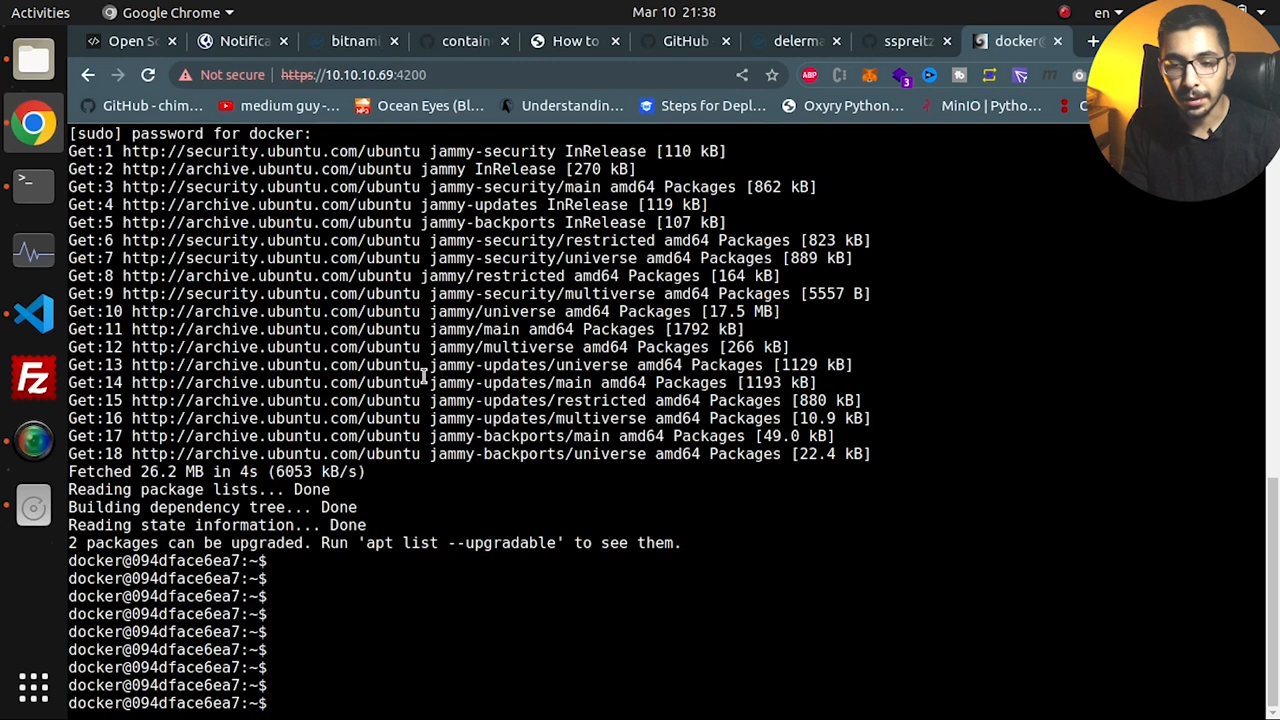 Activities
Google Chrome
Mar 10 21:38
en
Open So
Notifica
bitnami
contain
How to
GitHub
delerma
sspreitz
docker@
Not secure
https://10.10.10.69:4200
ABP
3
GitHub - chim...
medium guy -...
Ocean Eyes (Bl...
Understanding...
Steps for Depl...
Oxyry Python...
MinIO | Pytho...
[sudo] password for docker:
Get:1 http://security.ubuntu.com/ubuntu jammy-security InRelease [110 kB]
Get:2 http://archive.ubuntu.com/ubuntu jammy InRelease [270 kB]
Get:3 http://security.ubuntu.com/ubuntu jammy-security/main amd64 Packages [862 kB]
Get:4 http://archive.ubuntu.com/ubuntu jammy-updates InRelease [119 kB]
Get:5 http://archive.ubuntu.com/ubuntu jammy-backports InRelease [107 kB]
Get:6 http://security.ubuntu.com/ubuntu jammy-security/restricted amd64 Packages [823 kB]
Get:7 http://security.ubuntu.com/ubuntu jammy-security/universe amd64 Packages [889 kB]
Get:8 http://archive.ubuntu.com/ubuntu jammy/restricted amd64 Packages [164 kB]
Get:9 http://security.ubuntu.com/ubuntu jammy-security/multiverse amd64 Packages [5557 B]
Get:10 http://archive.ubuntu.com/ubuntu jammy/universe amd64 Packages [17.5 MB]
Get:11 http://archive.ubuntu.com/ubuntu jammy/main amd64 Packages [1792 kB]
Get:12 http://archive.ubuntu.com/ubuntu jammy/multiverse amd64 Packages [266 kB]
Get:13 http://archive.ubuntu.com/ubuntu jammy-updates/universe amd64 Packages [1129 kB]
Get:14 http://archive.ubuntu.com/ubuntu jammy-updates/main amd64 Packages [1193 kB]
Get:15 http://archive.ubuntu.com/ubuntu jammy-updates/restricted amd64 Packages [880 kB]
Get:16 http://archive.ubuntu.com/ubuntu jammy-updates/multiverse amd64 Packages [10.9 kB]
Get:17 http://archive.ubuntu.com/ubuntu jammy-backports/main amd64 Packages [49.0 kB]
Get:18 http://archive.ubuntu.com/ubuntu jammy-backports/universe amd64 Packages [22.4 kB]
Fetched 26.2 MB in 4s (6053 kB/s)
Reading package lists... Done
Building dependency tree... Done
Reading state information... Done
2 packages can be upgraded. Run 'apt list --upgradable' to see them.
docker@094dface6ea7:~$
docker@094dface6ea7:~$
docker@094dface6ea7:~$
docker@094dface6ea7:~$
docker@094dface6ea7:~$
docker@094dface6ea7:~$
docker@094dface6ea7:~$
docker@094dface6ea7:~$
docker@094dface6ea7:~$